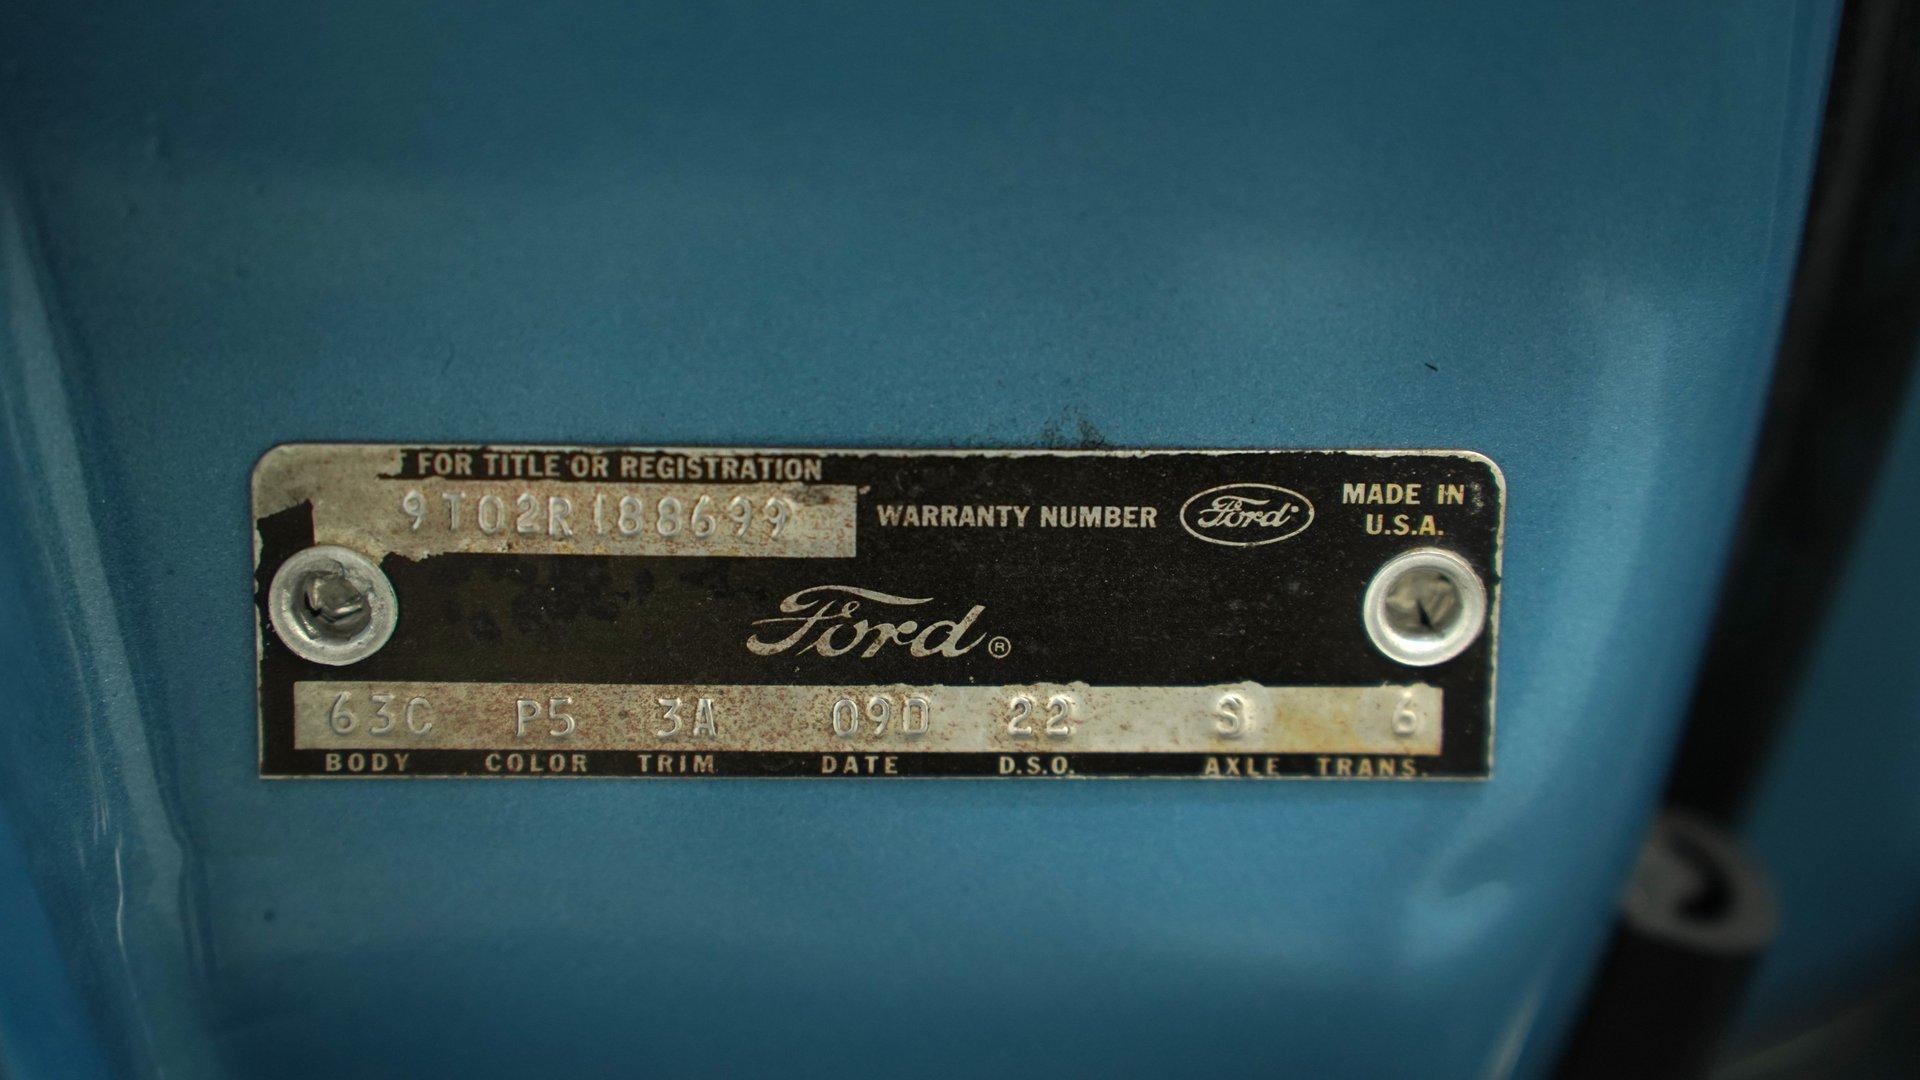 FOR TITLE OR REGISTRATION
9T02R188699
WARRANTY NUMBER
Ford
MADE IN
U.S.A.
Ford®
63C P5 3A 09D 22 S 6
BODY COLOR TRIM DATE D.S.O. AXLE TRANS.